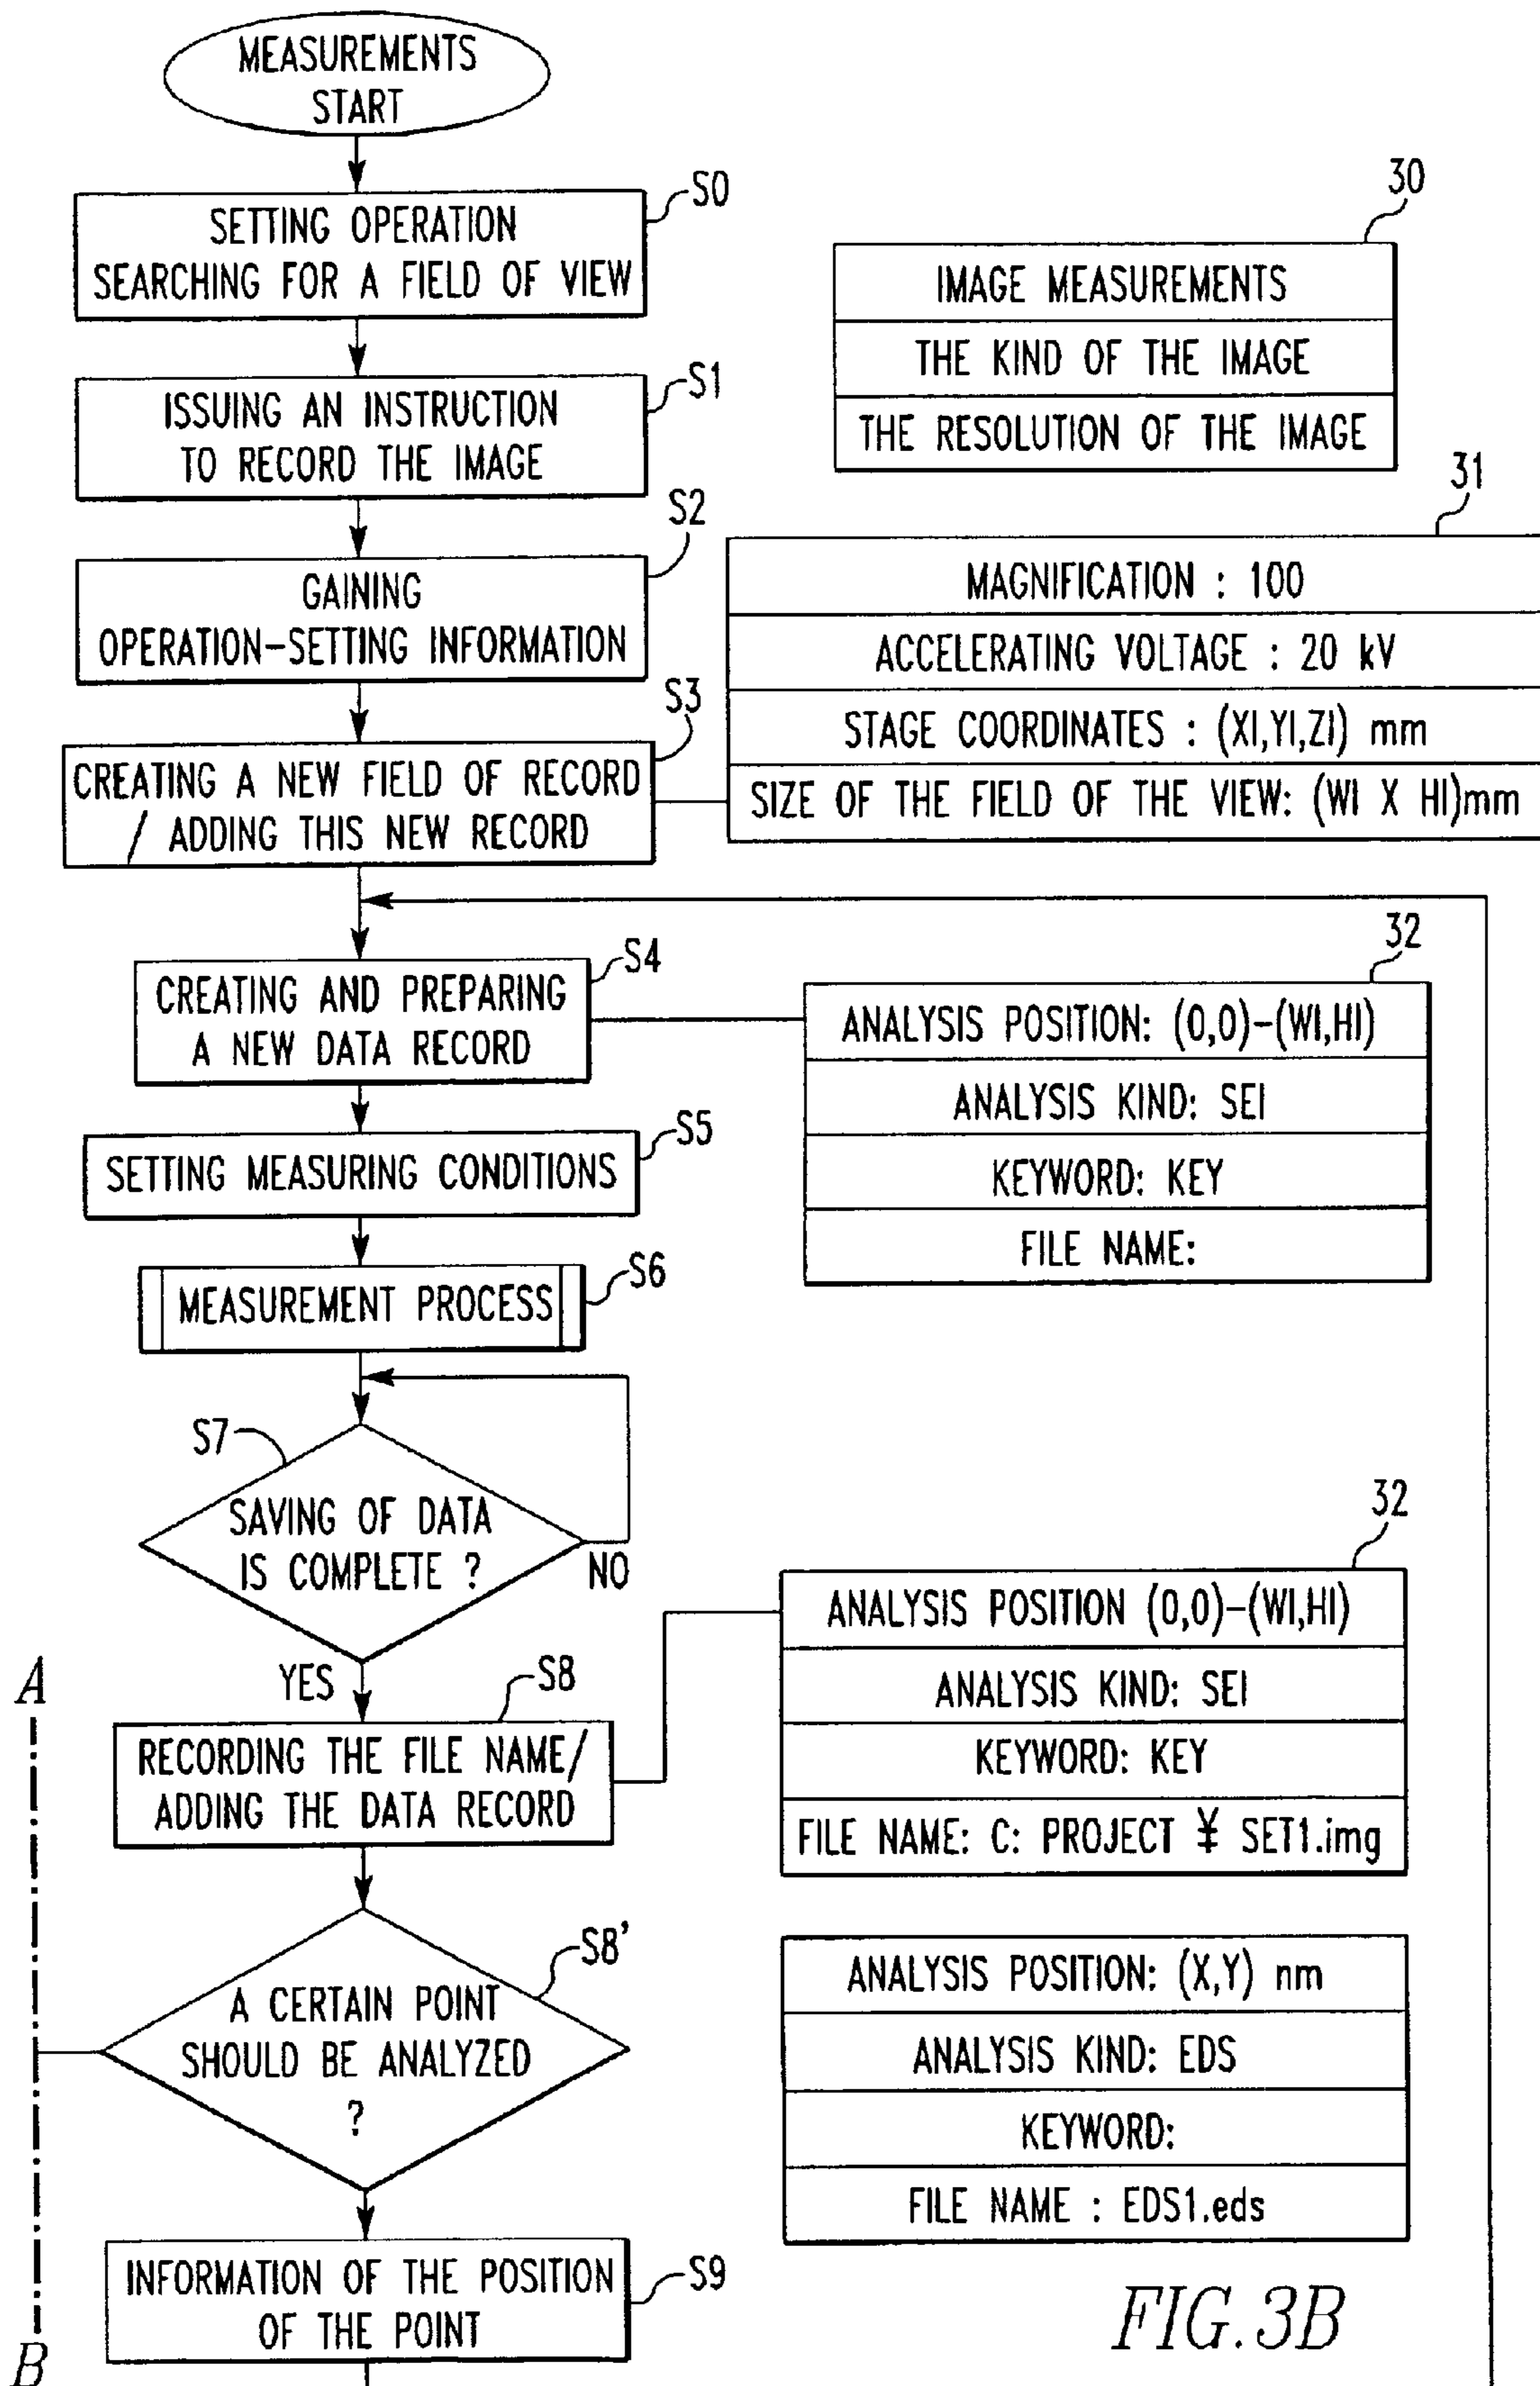 MEASUREMENTS
START
S0
SETTING OPERATION
SEARCHING FOR A FIELD OF VIEW
30
IMAGE MEASUREMENTS
THE KIND OF THE IMAGE
THE RESOLUTION OF THE IMAGE
S1
ISSUING AN INSTRUCTION
TO RECORD THE IMAGE
S2
GAINING
OPERATION-SETTING INFORMATION
31
MAGNIFICATION : 100
ACCELERATING VOLTAGE : 20 kV
STAGE COORDINATES : (XI,YI,ZI) mm
SIZE OF THE FIELD OF THE VIEW: (WI X HI)mm
S3
CREATING A NEW FIELD OF RECORD
/ ADDING THIS NEW RECORD
S4
CREATING AND PREPARING
A NEW DATA RECORD
32
ANALYSIS POSITION: (0,0)-(WI,HI)
ANALYSIS KIND: SEI
KEYWORD: KEY
FILE NAME:
S5
SETTING MEASURING CONDITIONS
S6
MEASUREMENT PROCESS
S7
SAVING OF DATA
IS COMPLETE ?
NO
YES
S8
RECORDING THE FILE NAME/
ADDING THE DATA RECORD
32
ANALYSIS POSITION (0,0)-(WI,HI)
ANALYSIS KIND: SEI
KEYWORD: KEY
FILE NAME: C: PROJECT ¥ SET1.img
A
S8'
A CERTAIN POINT
SHOULD BE ANALYZED
?
ANALYSIS POSITION: (X,Y) nm
ANALYSIS KIND: EDS
KEYWORD:
FILE NAME : EDS1.eds
S9
INFORMATION OF THE POSITION
OF THE POINT
B
FIG.3B